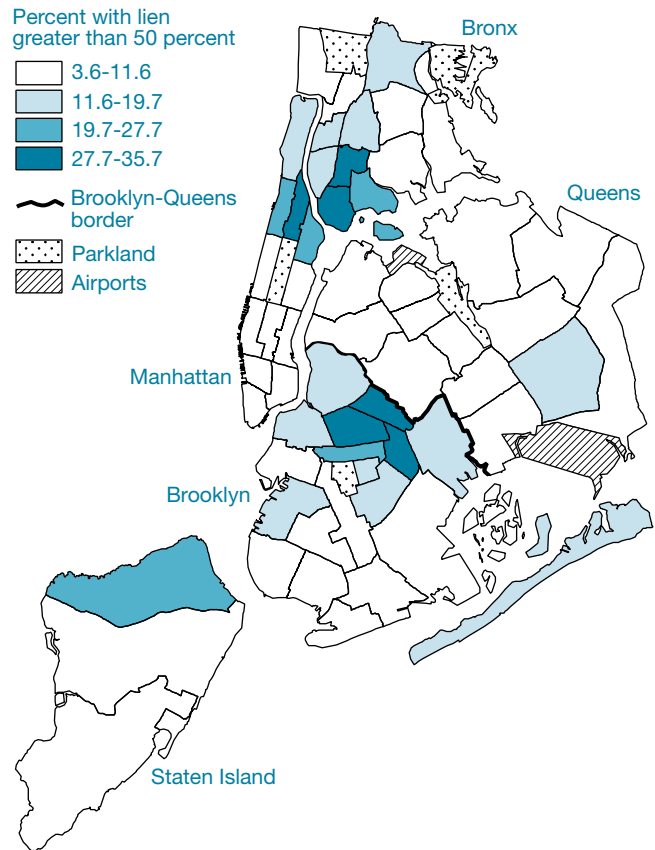 Percent with lien
greater than 50 percent
3.6-11.6
11.6-19.7
19.7-27.7
27.7-35.7
Brooklyn-Queens
border
Parkland
Airports
Bronx
Queens
Manhattan
Brooklyn
Staten Island